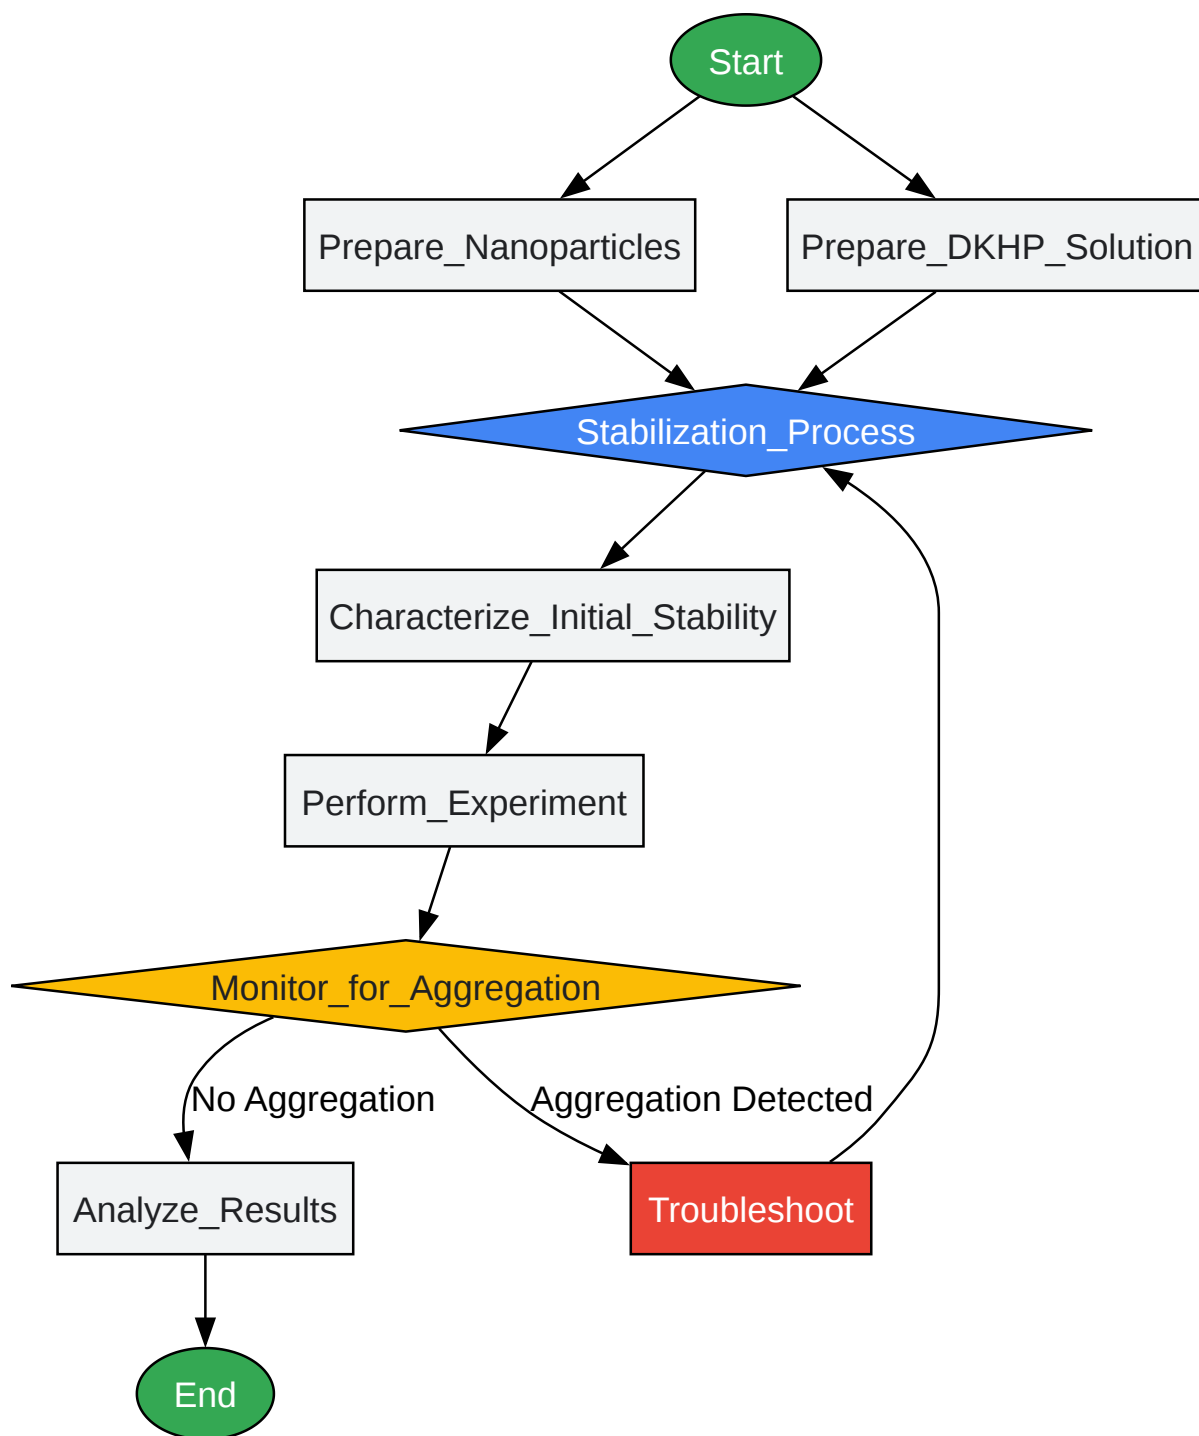 Start
Prepare_Nanoparticles
Prepare_DKHP_Solution
Stabilization_Process
Characterize_Initial_Stability
Perform_Experiment
Monitor_for_Aggregation
No Aggregation
Aggregation Detected
Analyze_Results
Troubleshoot
End